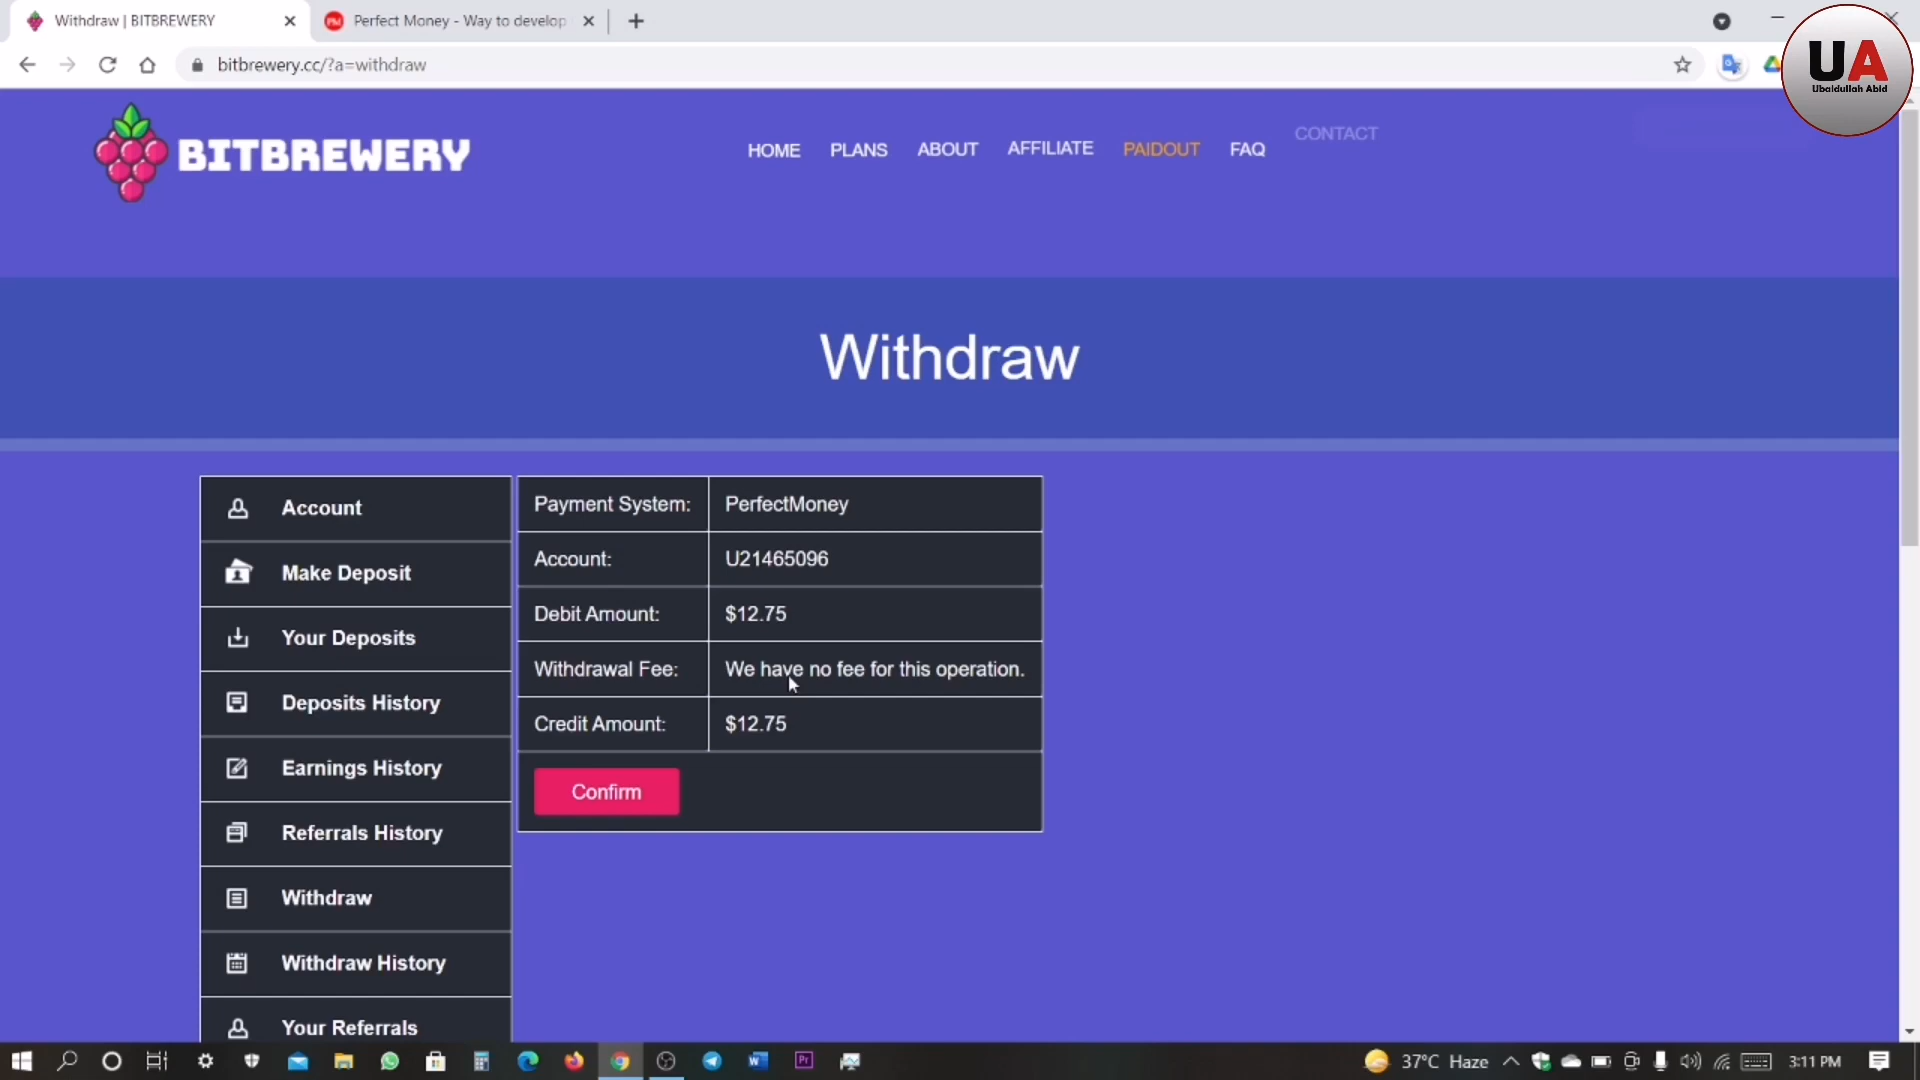 Withdraw | BITBREWERY
Perfect Money - Way to develop
bitbrewery.cc/?a=withdraw
UA
Ubaidullah Abid
BITBREWERY
HOME
PLANS
ABOUT
AFFILIATE
PAIDOUT
FAQ
CONTACT
Withdraw
Account
Make Deposit
Your Deposits
Deposits History
Earnings History
Referrals History
Withdraw
Withdraw History
Your Referrals
Payment System: PerfectMoney
Account: U21465096
Debit Amount: $12.75
Withdrawal Fee: We have no fee for this operation.
Credit Amount: $12.75
Confirm
37°C Haze
3:11 PM